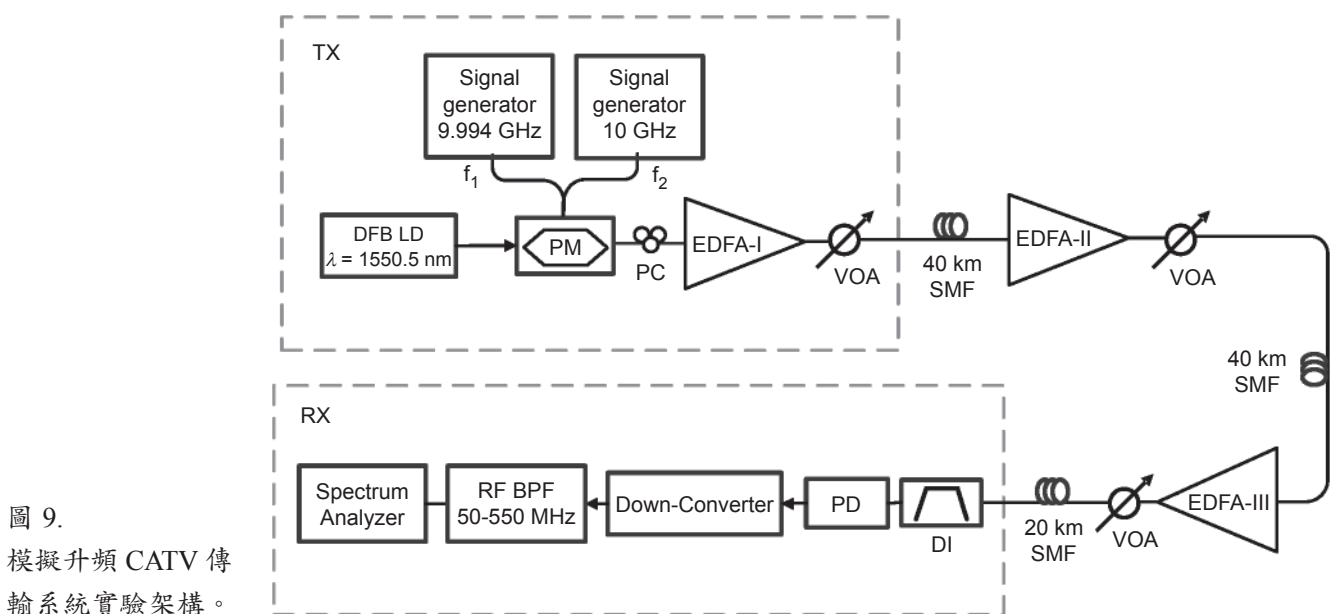 TX
Signal
generator
9.994 GHz
Signal
generator
10 GHz
f₁
f₂
DFB LD
λ = 1550.5 nm
PM
PC
EDFA-I
VOA
40 km
SMF
EDFA-II
VOA
40 km
SMF
RX
Spectrum
Analyzer
RF BPF
50-550 MHz
Down-Converter
PD
DI
20 km
SMF
VOA
EDFA-III
圖 9.
模擬升頻 CATV 傳
輸系統實驗架構。